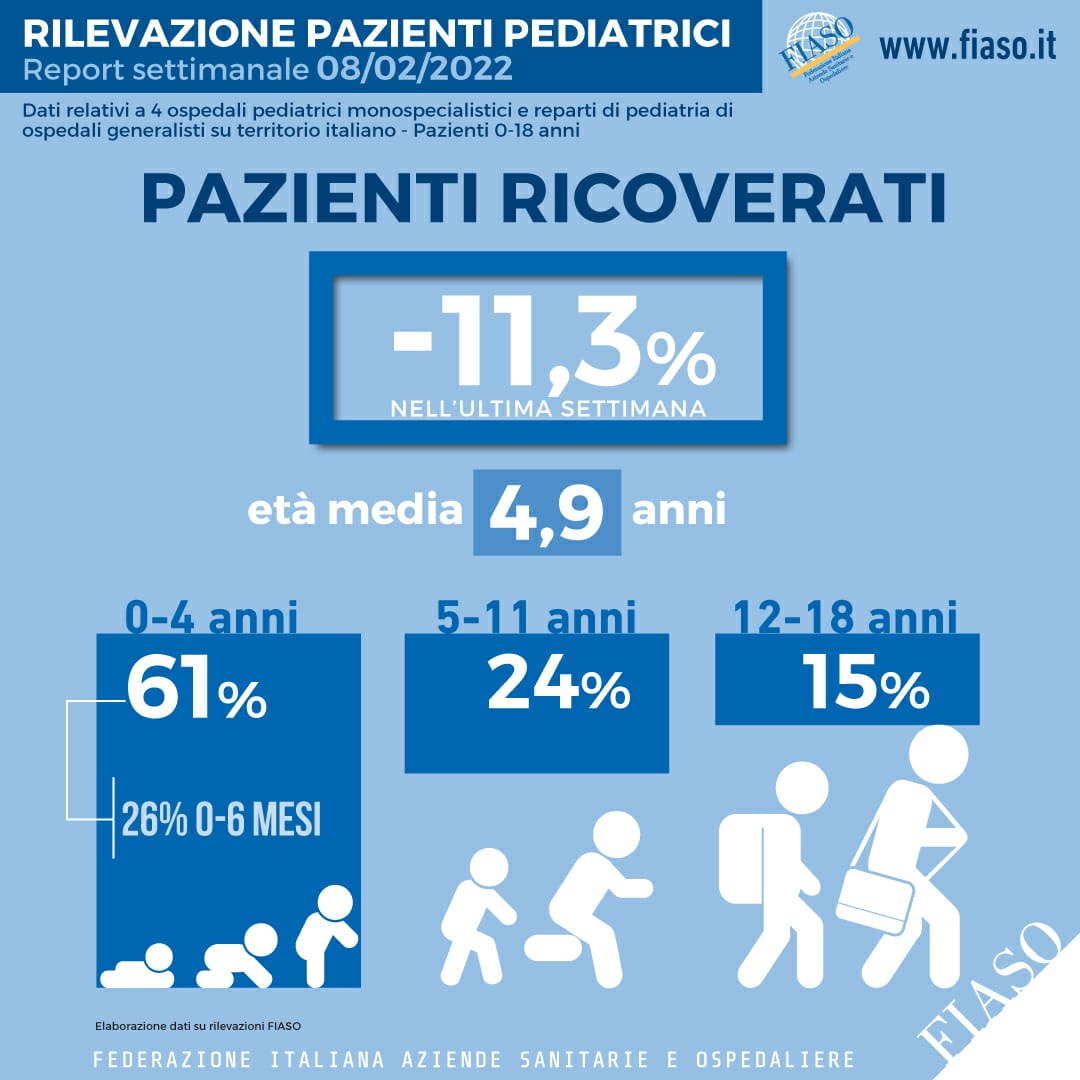 RILEVAZIONE PAZIENTI PEDIATRICI
Report settimanale 08/02/2022
FIASO
Federazione Italiana
Aziende Sanitarie e
Ospedaliere
www.fiaso.it
Dati relativi a 4 ospedali pediatrici monospecialistici e reparti di pediatria di
ospedali generalisti su territorio italiano - Pazienti 0-18 anni
PAZIENTI RICOVERATI
-11,3%
NELL'ULTIMA SETTIMANA
età media 4,9 anni
0-4 anni
61%
26% 0-6 MESI
5-11 anni
24%
12-18 anni
15%
Elaborazione dati su rilevazioni FIASO
FEDERAZIONE ITALIANA AZIENDE SANITARIE E OSPEDALIERE
FIASO